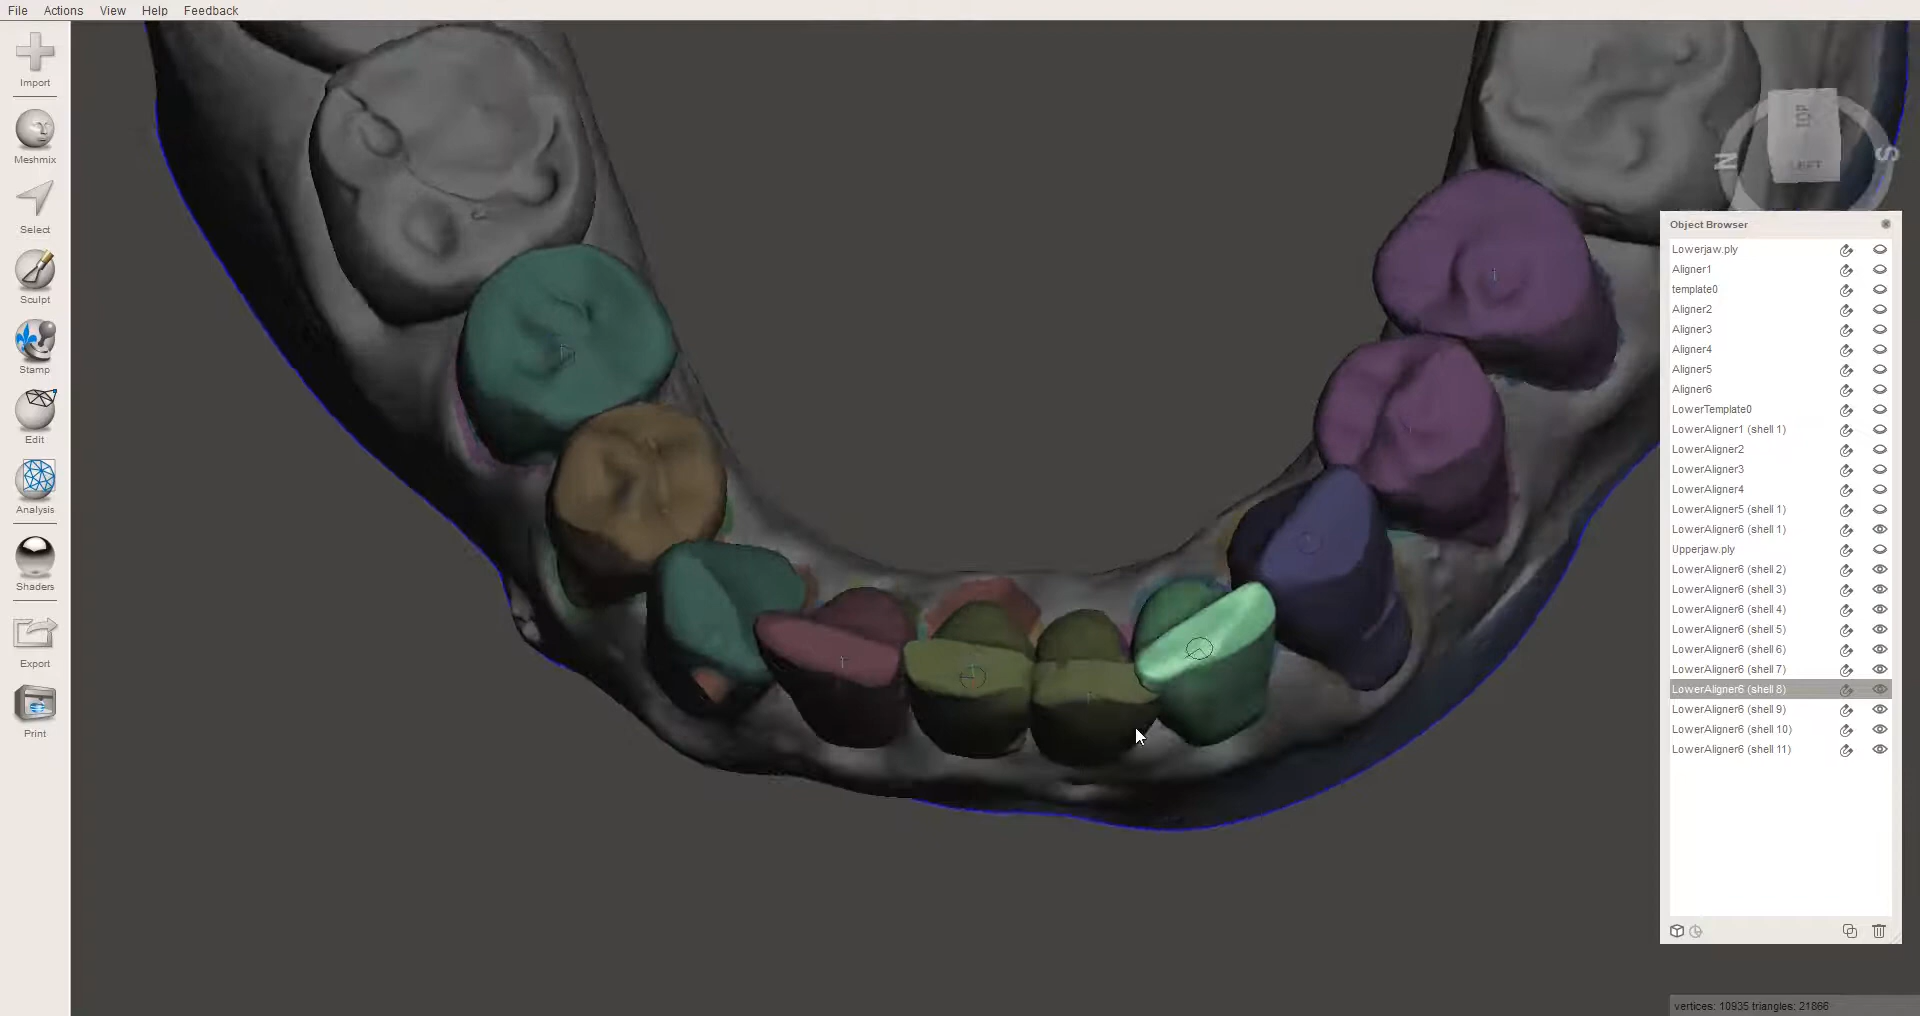 File Actions View Help Feedback
Import
Meshmix
Select
Sculpt
Stamp
Edit
Analysis
Shaders
Export
Print
TOP
LEFT
N
S
Object Browser
Lowerjaw.ply
Aligner1
template0
Aligner2
Aligner3
Aligner4
Aligner5
Aligner6
LowerTemplate0
LowerAligner1 (shell 1)
LowerAligner2
LowerAligner3
LowerAligner4
LowerAligner5 (shell 1)
LowerAligner6 (shell 1)
Upperjaw.ply
LowerAligner6 (shell 2)
LowerAligner6 (shell 3)
LowerAligner6 (shell 4)
LowerAligner6 (shell 5)
LowerAligner6 (shell 6)
LowerAligner6 (shell 7)
LowerAligner6 (shell 8)
LowerAligner6 (shell 9)
LowerAligner6 (shell 10)
LowerAligner6 (shell 11)
vertices: 10935 triangles: 21866